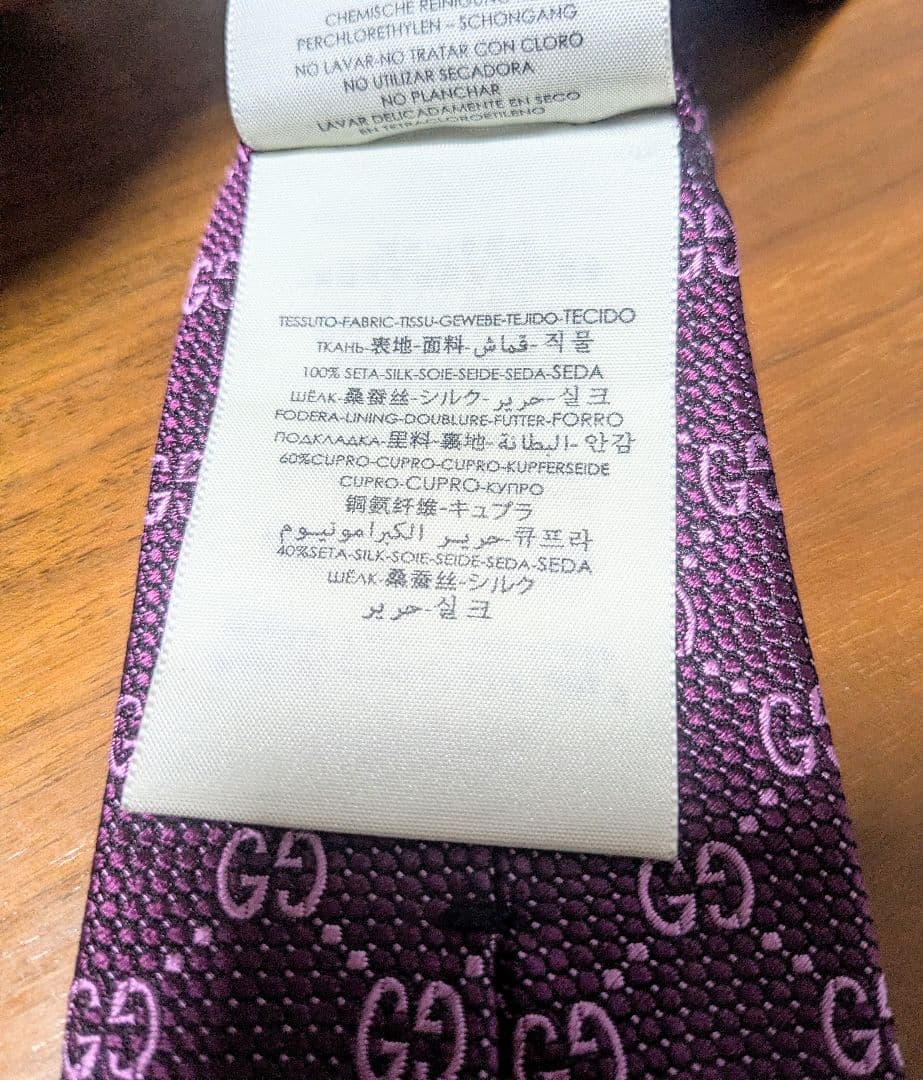 CHEMISCHE REINIGUNG
PERCHLORETHYLEN – SCHONGANG
NO LAVAR-NO TRATAR CON CLORO
NO UTILIZAR SECADORA
NO PLANCHAR
LAVAR DELICADAMENTE EN SECO
EN TETRACLOROETILENO
TESSUTO-FABRIC-TISSU-GEWEBE-TEJIDO-TECIDO
ТКАНЬ-表地-面料-قماش-직물
100% SETA-SILK-SOIE-SEIDE-SEDA-SEDA
ШЁЛК-桑蚕丝-シルク-حرير-실크
FODERA-LINING-DOUBLURE-FUTTER-FORRO
ПОДКЛАДКА-里料-裏地-البطانة-안감
60%CUPRO-CUPRO-CUPRO-KUPFERSEIDE
CUPRO-CUPRO-КУПРО
铜氨纤维-キュプラ
حرير الكبرامونيوم-큐프라
40%SETA-SILK-SOIE-SEIDE-SEDA-SEDA
ШЁЛК-桑蚕丝-シルク
حرير-실크